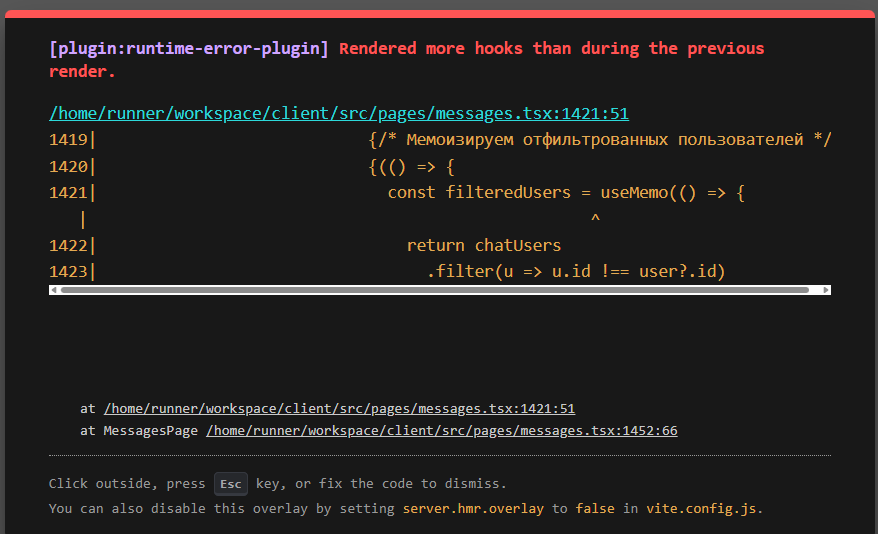 [plugin:runtime-error-plugin] Rendered more hooks than during the previous
render.
/home/runner/workspace/client/src/pages/messages.tsx:1421:51
1419|                            {/* Мемоизируем отфильтрованных пользователей */
1420|                            {(() => {
1421|                              const filteredUsers = useMemo(() => {
   |                                                   ^
1422|                                return chatUsers
1423|                                  .filter(u => u.id !== user?.id)
at /home/runner/workspace/client/src/pages/messages.tsx:1421:51
at MessagesPage /home/runner/workspace/client/src/pages/messages.tsx:1452:66
Click outside, press Esc key, or fix the code to dismiss.
You can also disable this overlay by setting server.hmr.overlay to false in vite.config.js.